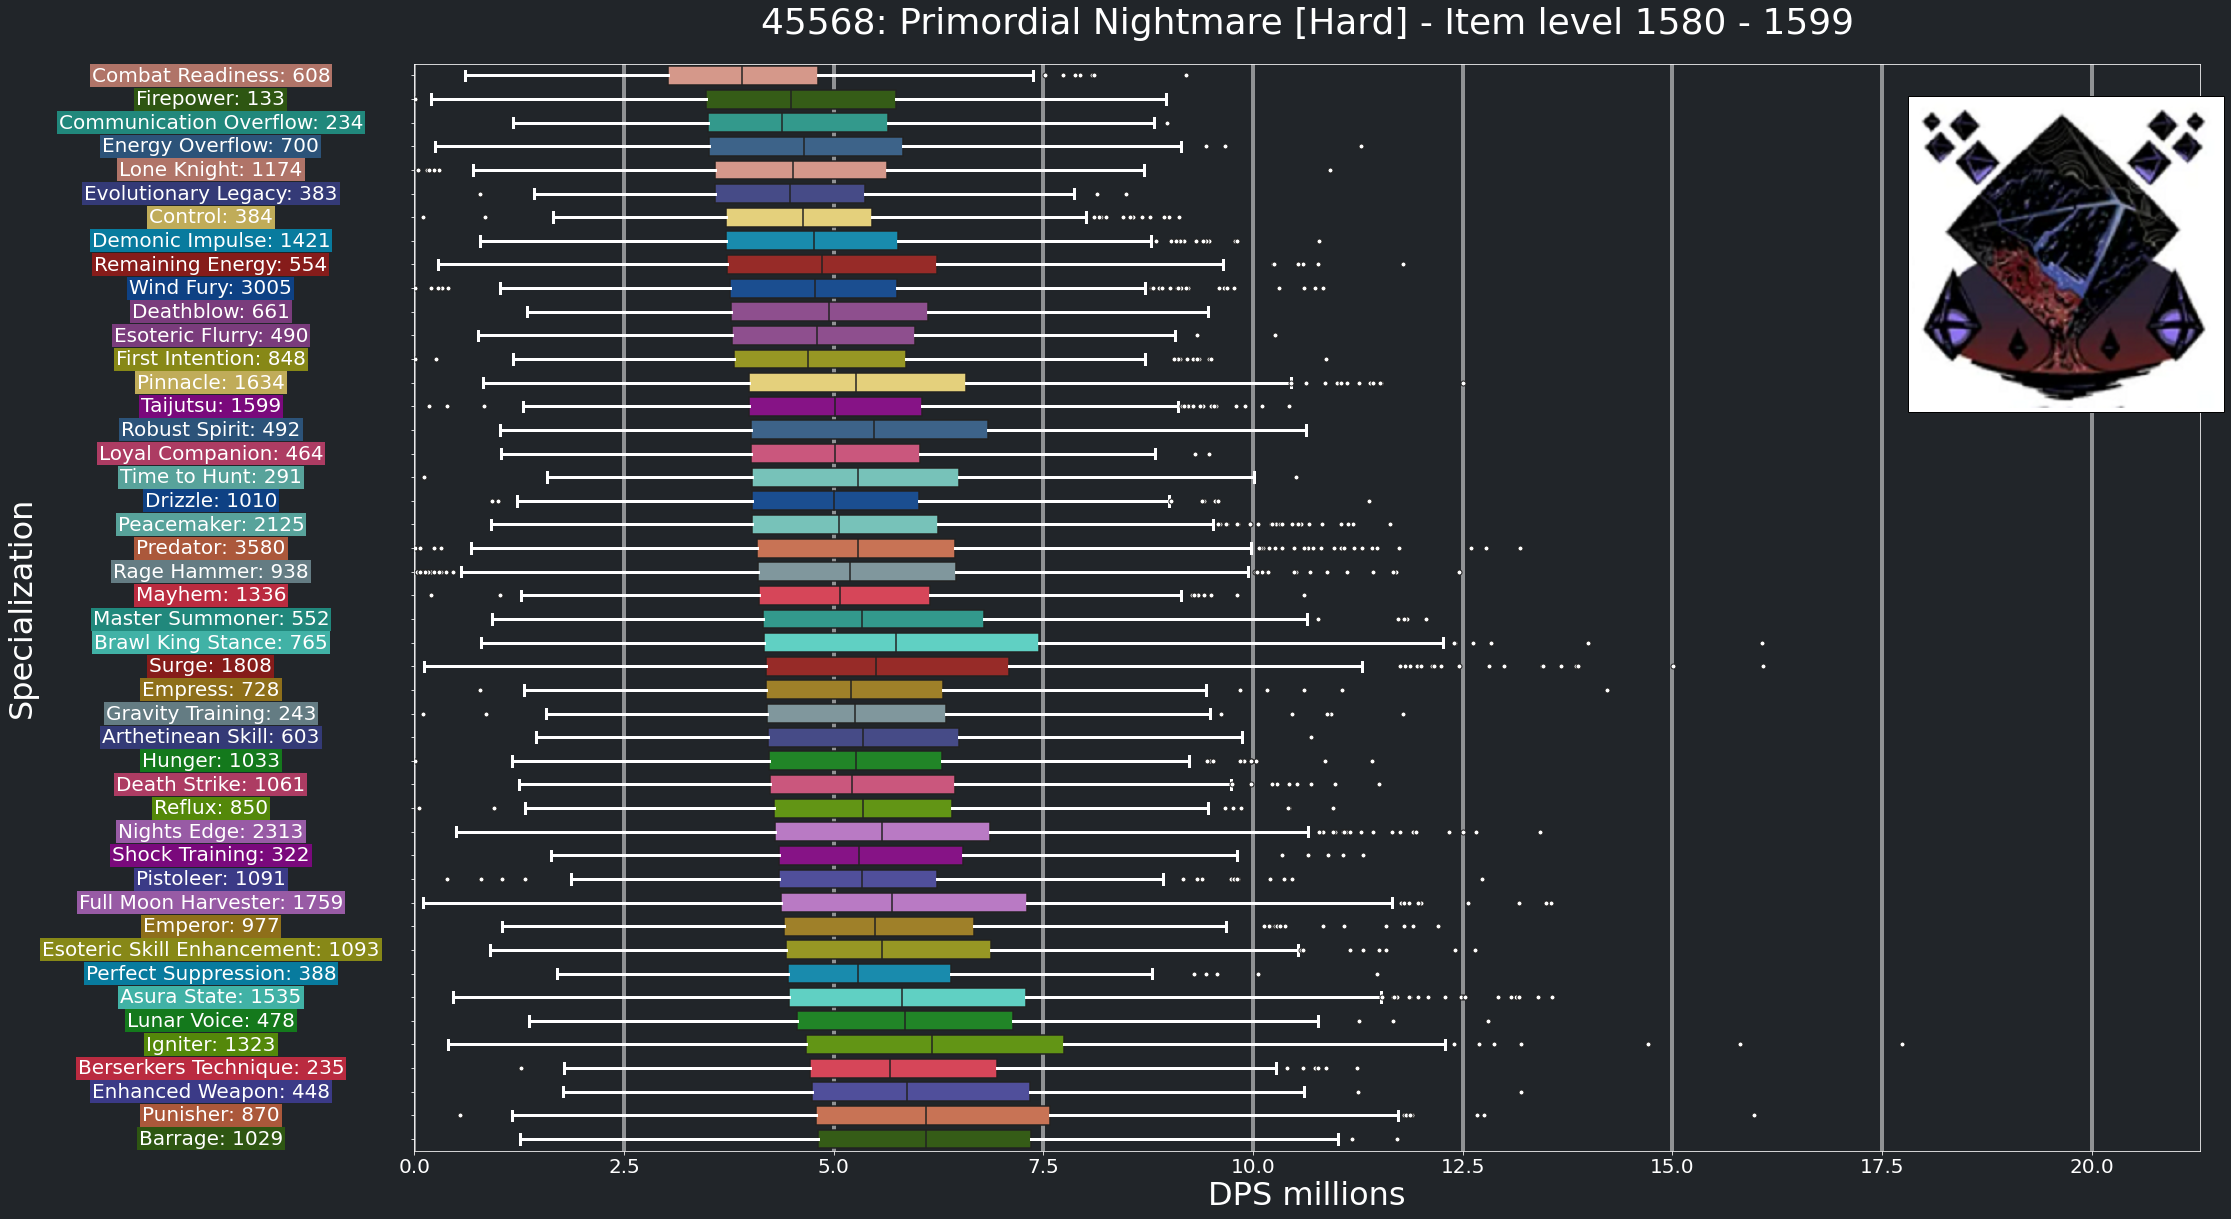 45568: Primordial Nightmare [Hard] - Item level 1580 - 1599
Specialization
Combat Readiness: 608
Firepower: 133
Communication Overflow: 234
Energy Overflow: 700
Lone Knight: 1174
Evolutionary Legacy: 383
Control: 384
Demonic Impulse: 1421
Remaining Energy: 554
Wind Fury: 3005
Deathblow: 661
Esoteric Flurry: 490
First Intention: 848
Pinnacle: 1634
Taijutsu: 1599
Robust Spirit: 492
Loyal Companion: 464
Time to Hunt: 291
Drizzle: 1010
Peacemaker: 2125
Predator: 3580
Rage Hammer: 938
Mayhem: 1336
Master Summoner: 552
Brawl King Stance: 765
Surge: 1808
Empress: 728
Gravity Training: 243
Arthetinean Skill: 603
Hunger: 1033
Death Strike: 1061
Reflux: 850
Nights Edge: 2313
Shock Training: 322
Pistoleer: 1091
Full Moon Harvester: 1759
Emperor: 977
Esoteric Skill Enhancement: 1093
Perfect Suppression: 388
Asura State: 1535
Lunar Voice: 478
Igniter: 1323
Berserkers Technique: 235
Enhanced Weapon: 448
Punisher: 870
Barrage: 1029
0.0 2.5 5.0 7.5 10.0 12.5 15.0 17.5 20.0
DPS millions